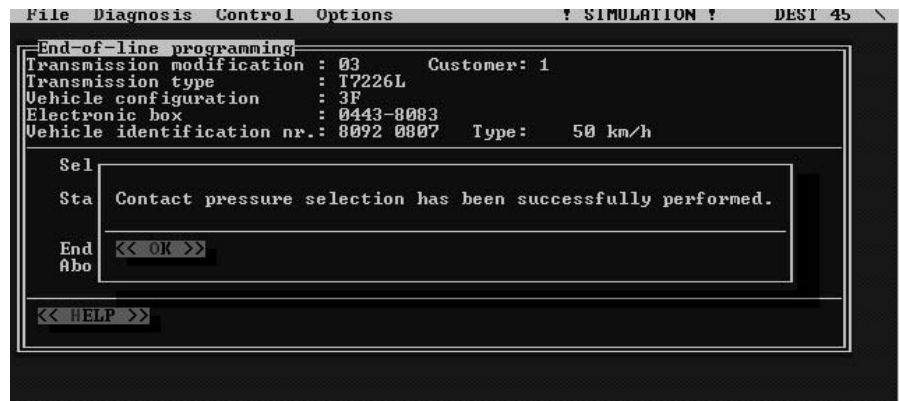 File Diagnosis Control Options ! SIMULATION ! DEST 45 \
End-of-line programming
Transmission modification : 03 Customer: 1
Transmission type : T7226L
Vehicle configuration : 3F
Electronic box : 0443-8083
Vehicle identification nr.: 8092 0807 Type: 50 km/h
Sel
Sta
Contact pressure selection has been successfully performed.
End
<< OK >>
Abo
<< HELP >>